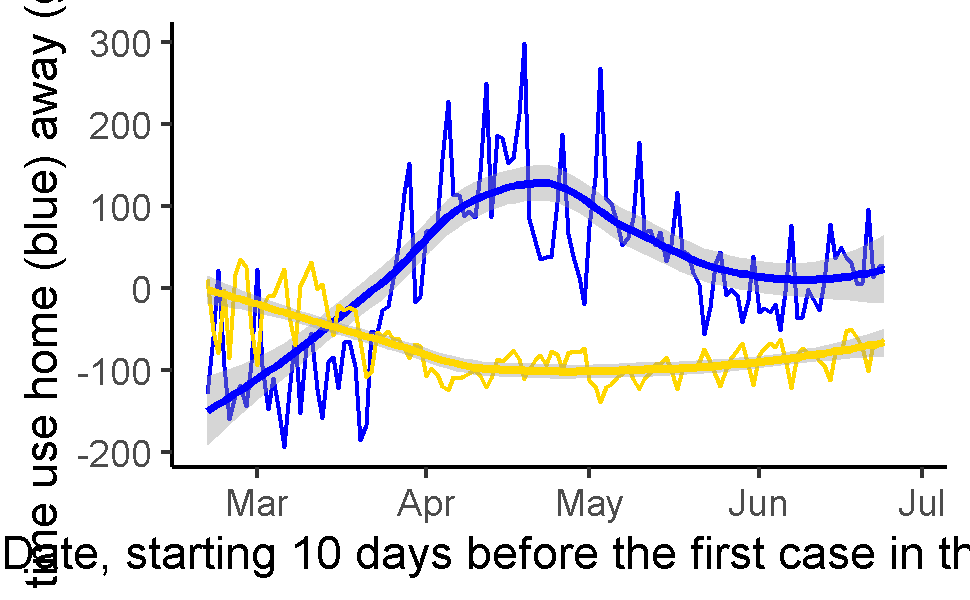 time use home (blue) away (
300
200
100
0
-100
-200
Mar Apr May Jun Jul
Date, starting 10 days before the first case in th